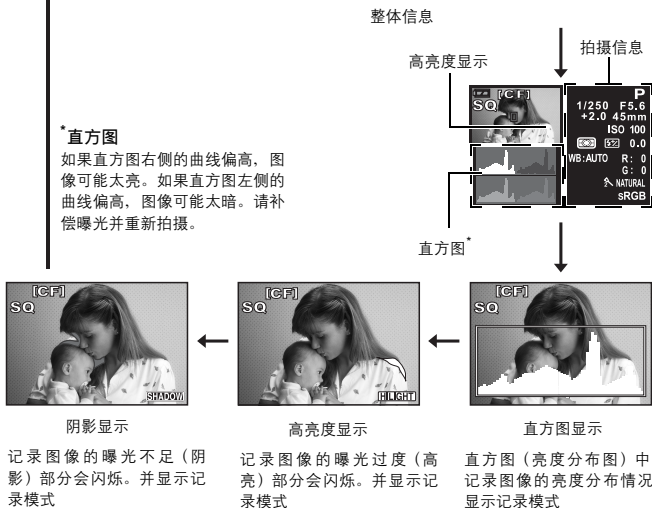 整体信息
拍摄信息
高亮度显示
[CF]
SQ
P
1/250 F5.6
+2.0 45mm
ISO 100
0.0
WB:AUTO R: 0
G: 0
NATURAL
sRGB
*直方图
如果直方图右侧的曲线偏高，图
像可能太亮。如果直方图左侧的
曲线偏高，图像可能太暗。请补
偿曝光并重新拍摄。
直方图*
[CF]
SQ
SHADOW
[CF]
SQ
HILIGHT
[CF]
SQ
阴影显示
记录图像的曝光不足（阴
影）部分会闪烁。并显示记
录模式
高亮度显示
记录图像的曝光过度（高
亮）部分会闪烁。并显示记
录模式
直方图显示
直方图（亮度分布图）中
记录图像的亮度分布情况
显示记录模式